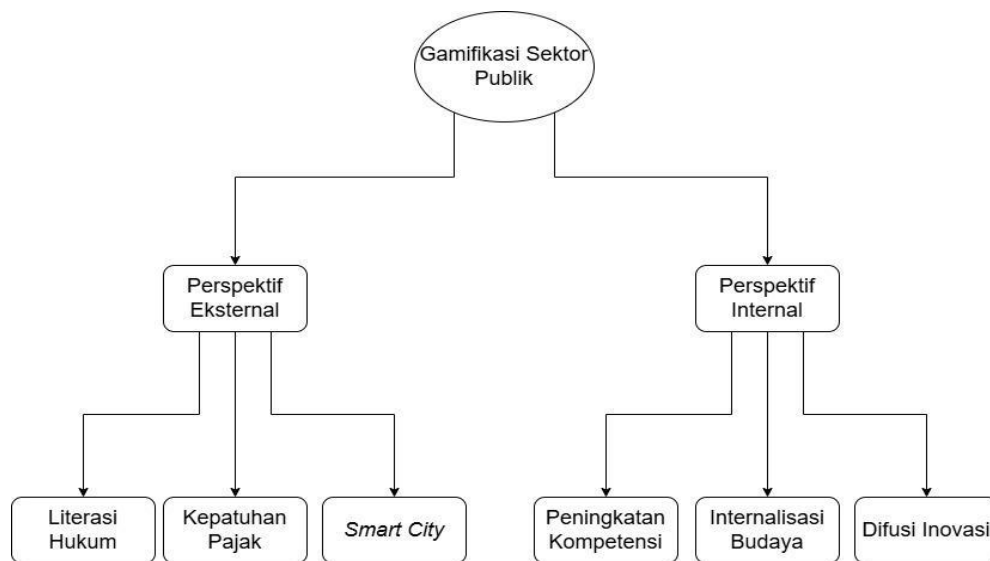 Gamifikasi Sektor
Publik
Perspektif
Eksternal
Perspektif
Internal
Literasi
Hukum
Kepatuhan
Pajak
Smart City
Peningkatan
Kompetensi
Internalisasi
Budaya
Difusi Inovasi